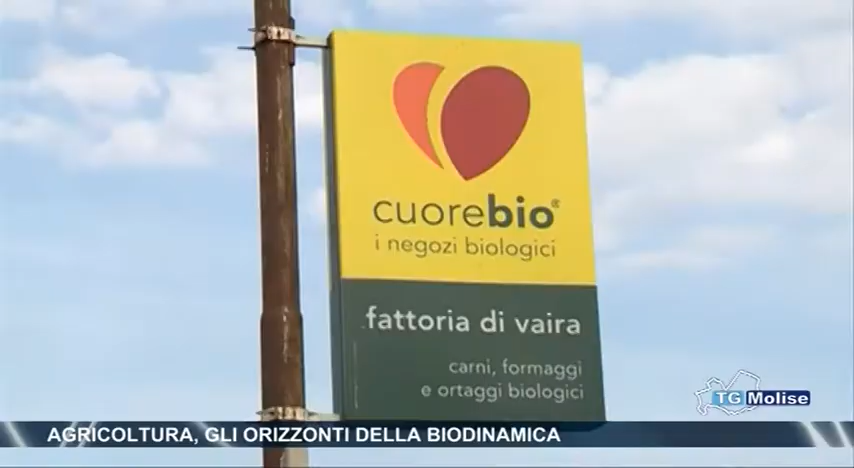 cuorebio®
i negozi biologici
fattoria di vaira
carni, formaggi
e ortaggi biologici
TG Molise
AGRICOLTURA, GLI ORIZZONTI DELLA BIODINAMICA